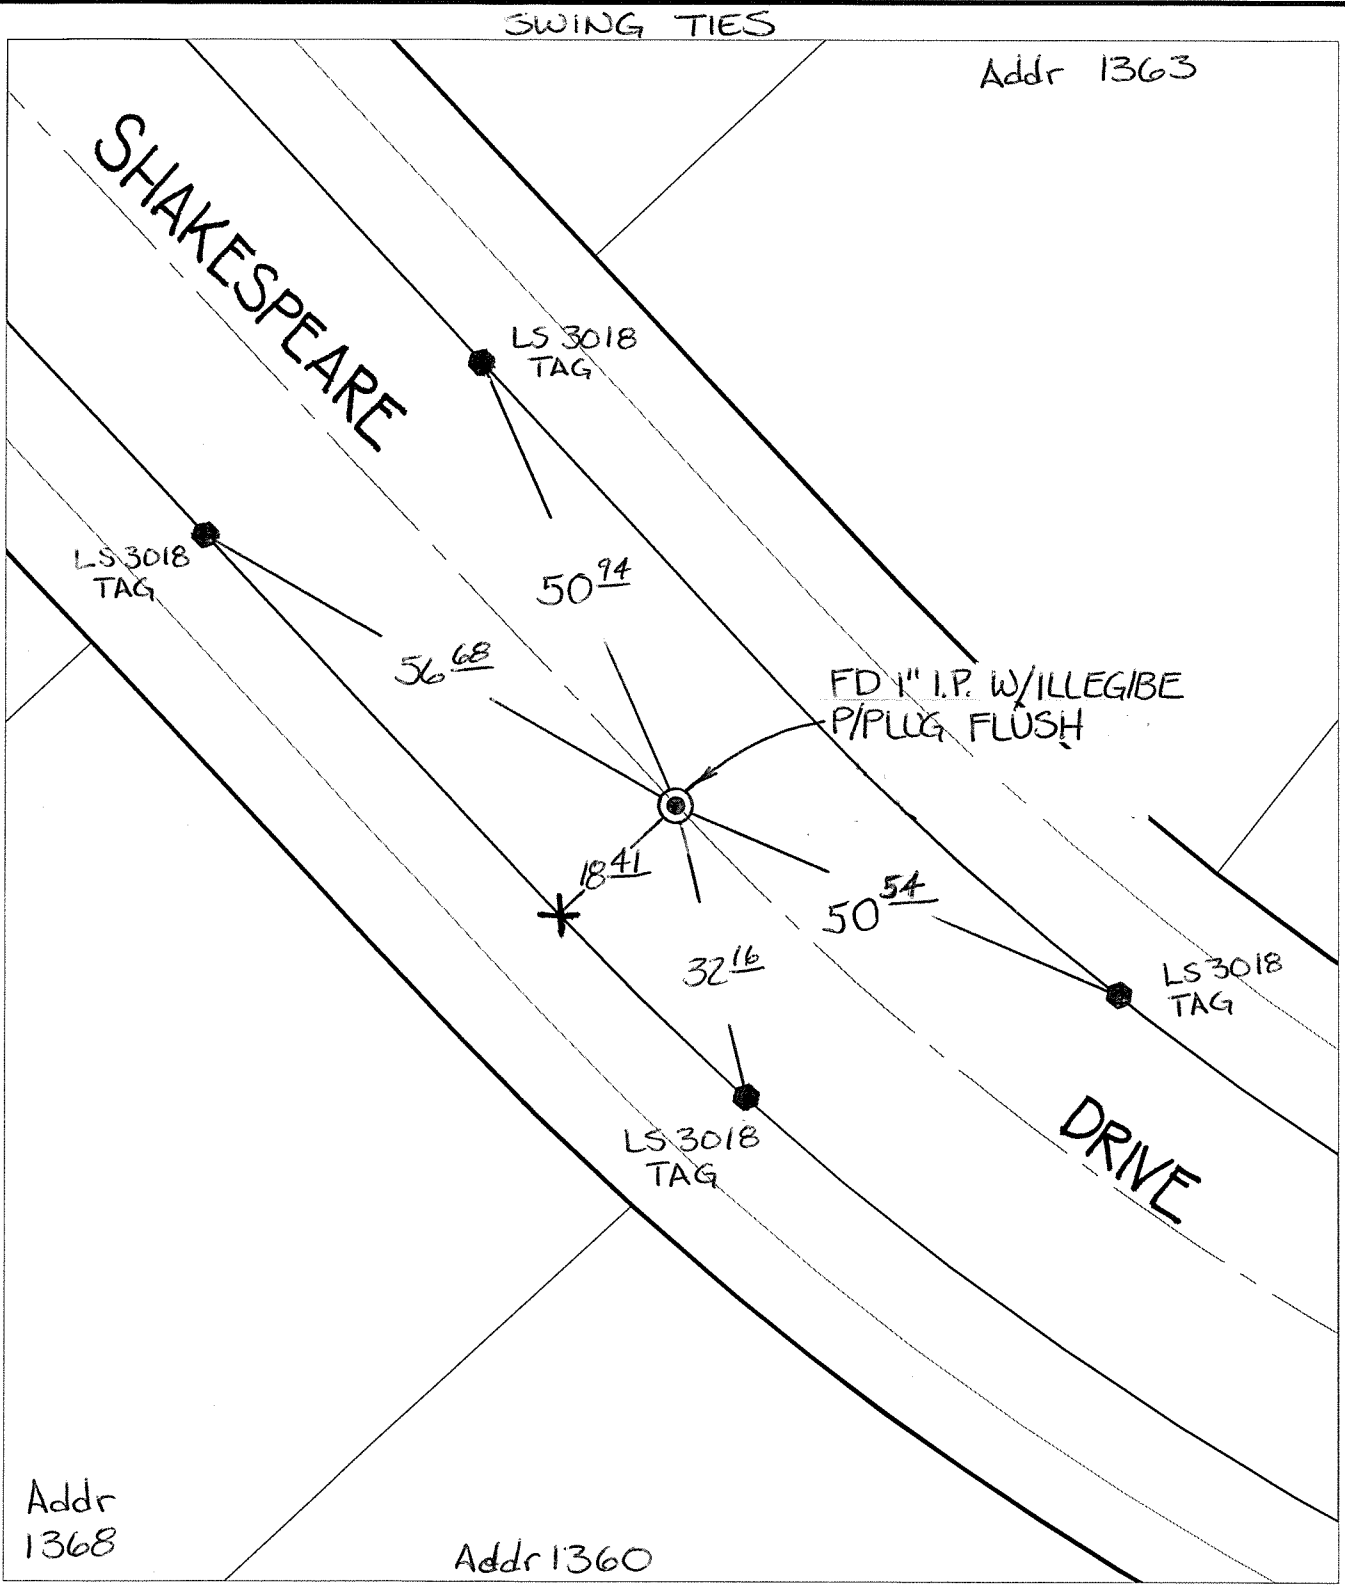 SWING TIES
Addr 1363
SHAKESPEARE
LS 3018
TAG
LS 3018
TAG
50 94
56 68
FD 1" I.P. W/ILLEGIBE
P/PLUG FLUSH
18 41
50 54
32 16
LS 3018
TAG
LS 3018
TAG
DRIVE
Addr
1368
Addr 1360